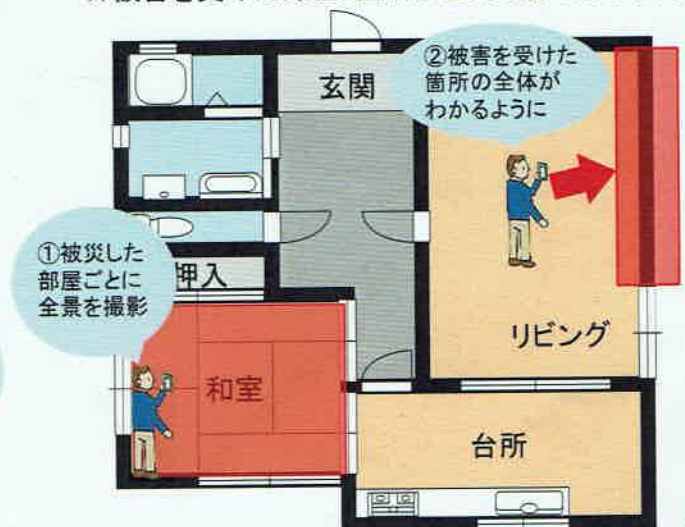 玄関
②被害を受けた
箇所の全体が
わかるように
①被災した
部屋ごとに
全景を撮影
押入
リビング
和室
台所